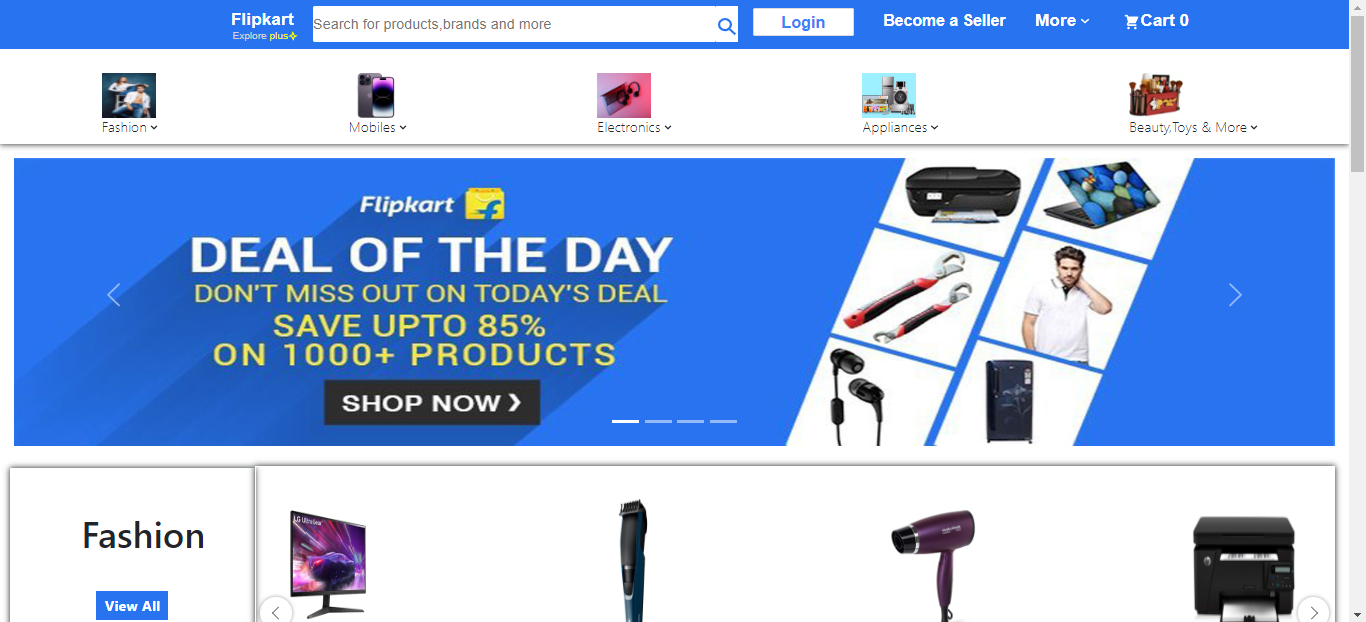 Flipkart
Explore plus
Search for products,brands and more
Login
Become a Seller
More
Cart 0
Fashion
Mobiles
Electronics
Appliances
Beauty,Toys & More
Flipkart
DEAL OF THE DAY
DON'T MISS OUT ON TODAY'S DEAL
SAVE UPTO 85%
ON 1000+ PRODUCTS
SHOP NOW ❯
Fashion
View All
LG UltraGear